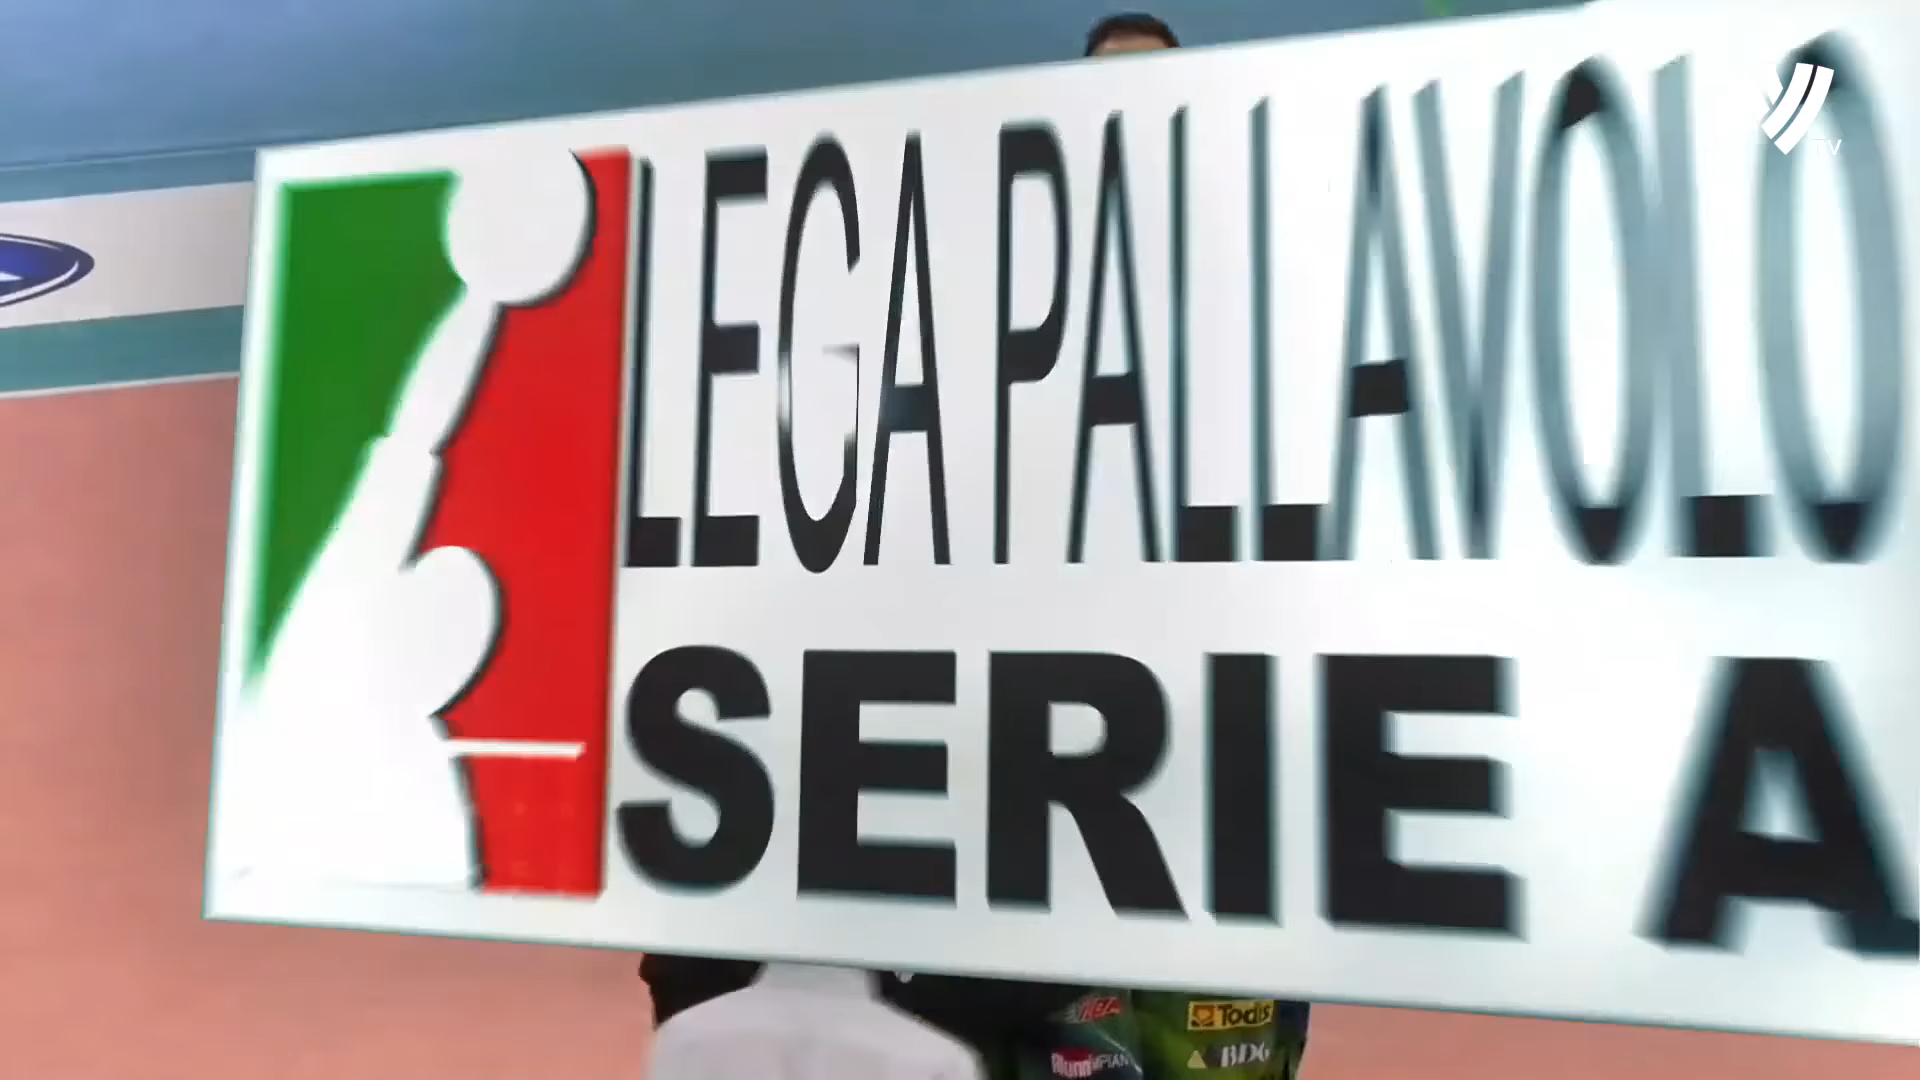 LEGA PALLAVOLO
SERIE A
TV
Todis
BDG